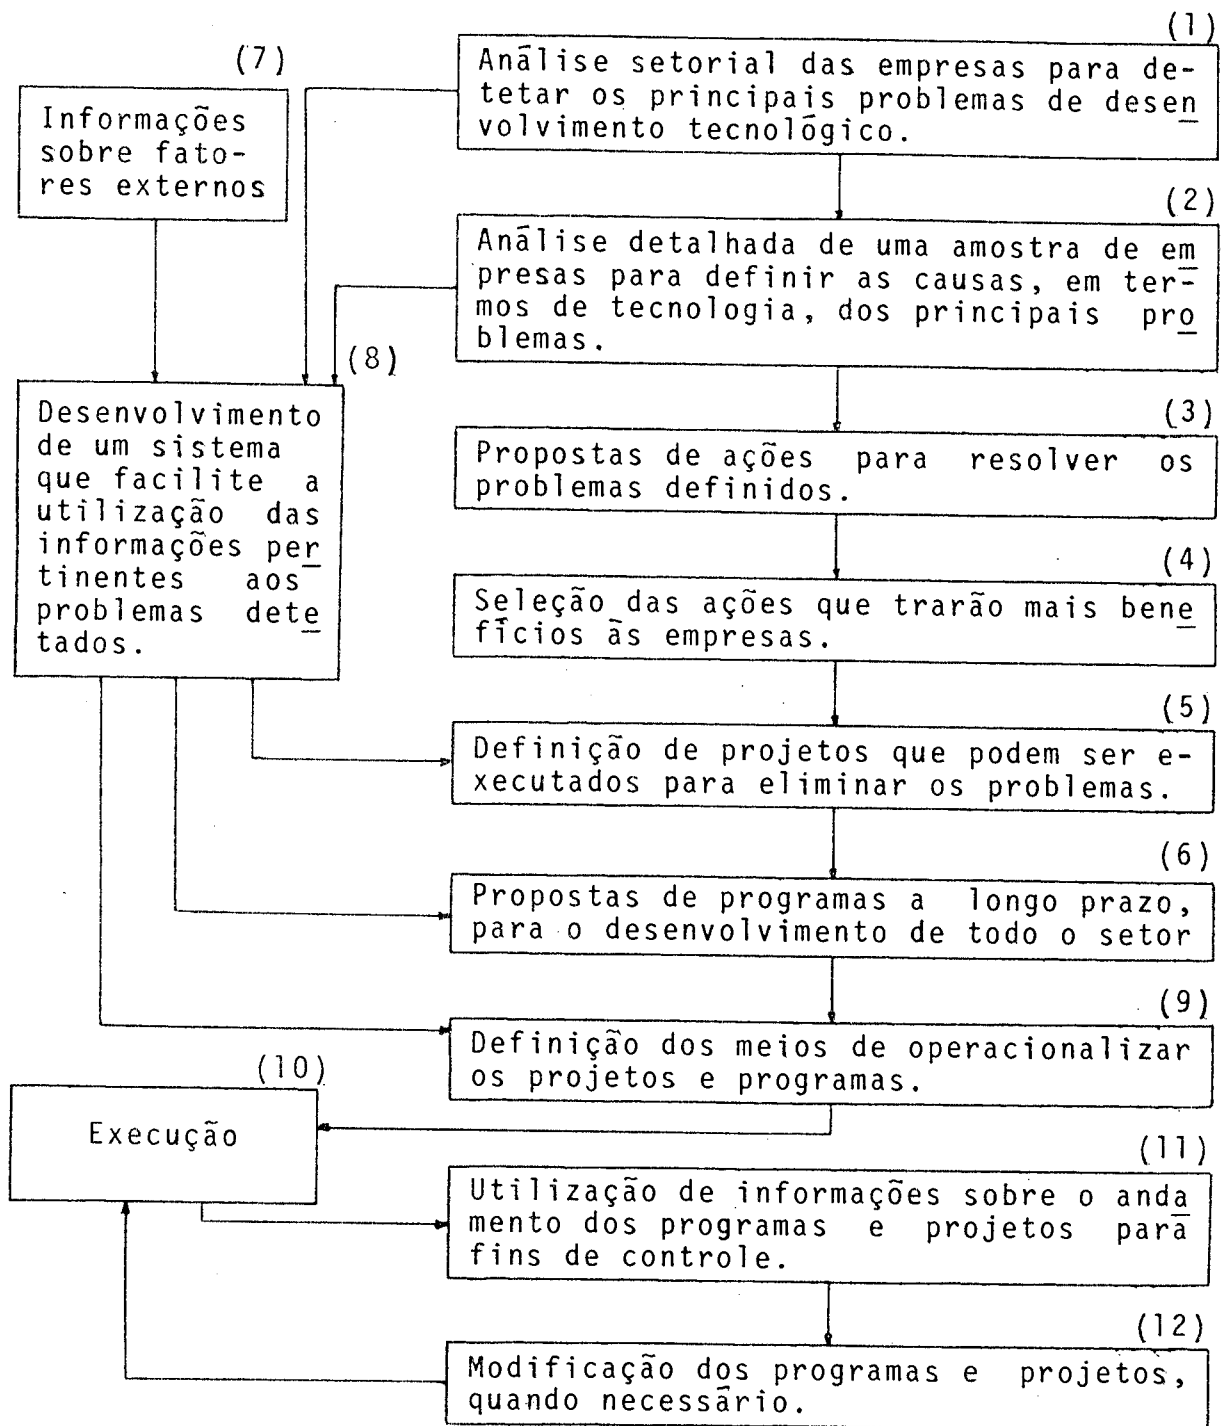 (1)
Análise setorial das empresas para de-
tetar os principais problemas de desen
volvimento tecnológico.
(7)
Informações
sobre fato-
res externos
(2)
Análise detalhada de uma amostra de em
presas para definir as causas, em ter-
mos de tecnologia, dos principais pro
blemas.
(8)
Desenvolvimento
de um sistema
que facilite a
utilização das
informações per
tinentes aos
problemas dete
tados.
(3)
Propostas de ações para resolver os
problemas definidos.
(4)
Seleção das ações que trarão mais bene
fícios às empresas.
(5)
Definição de projetos que podem ser e-
xecutados para eliminar os problemas.
(6)
Propostas de programas a longo prazo,
para o desenvolvimento de todo o setor
(9)
Definição dos meios de operacionalizar
os projetos e programas.
(10)
Execução
(11)
Utilização de informações sobre o anda
mento dos programas e projetos para
fins de controle.
(12)
Modificação dos programas e projetos,
quando necessário.